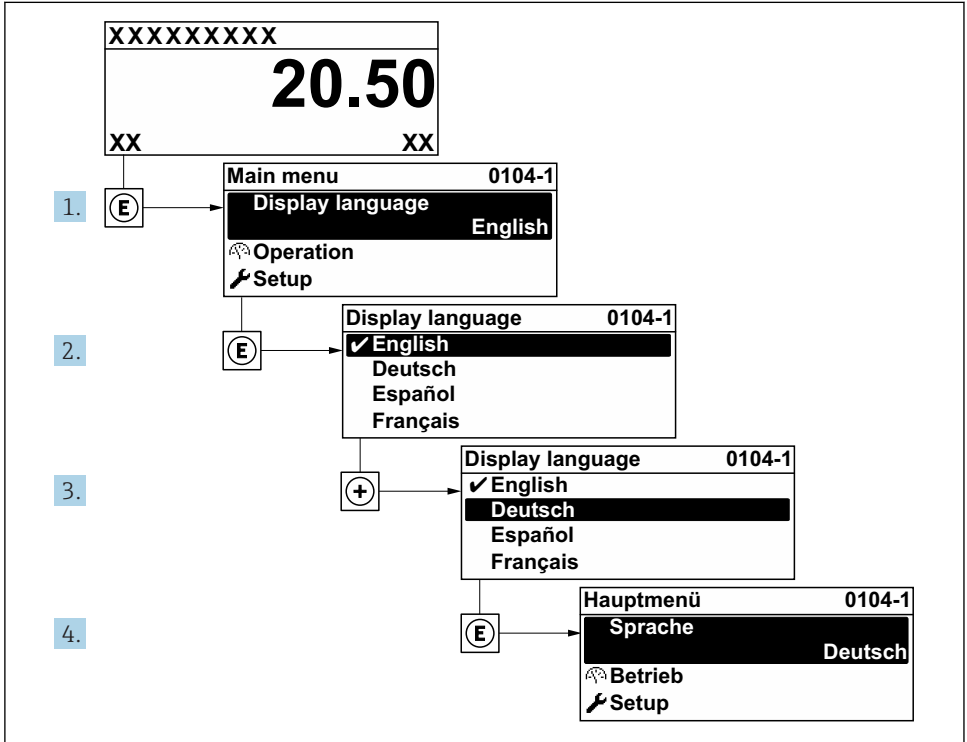 XXXXXXXXX
20.50
XX XX
1. E
Main menu 0104-1
Display language
English
Operation
Setup
2. E
Display language 0104-1
✔ English
Deutsch
Español
Français
3. +
Display language 0104-1
✔ English
Deutsch
Español
Français
4. E
Hauptmenü 0104-1
Sprache
Deutsch
Betrieb
Setup